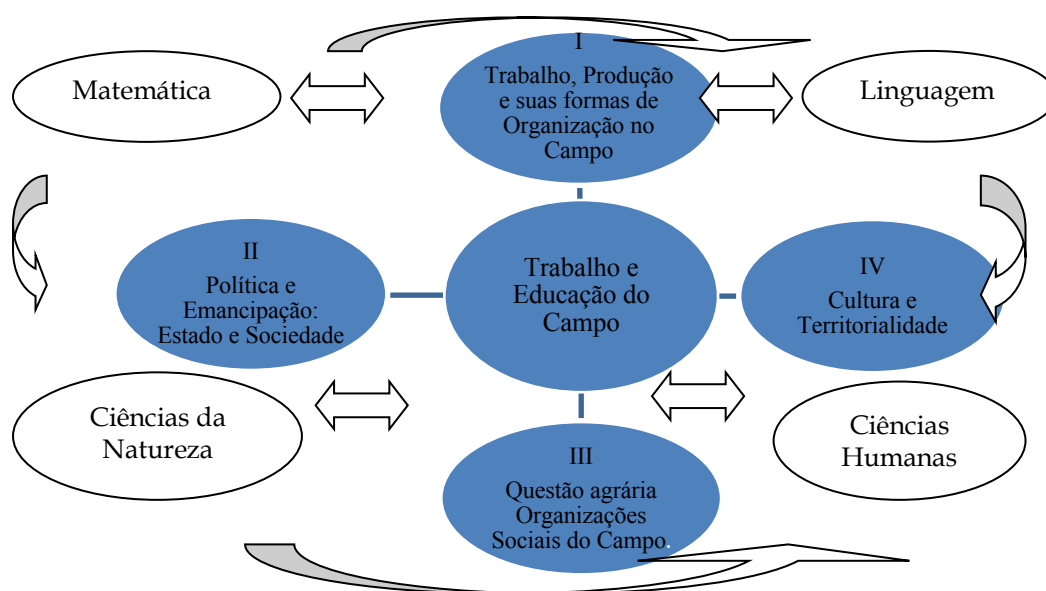 Matemática
I
Trabalho, Produção
e suas formas de
Organização no
Campo
Linguagem
II
Política e
Emancipação:
Estado e Sociedade
Trabalho e
Educação do
Campo
IV
Cultura e
Territorialidade
Ciências da
Natureza
III
Questão agrária
Organizações
Sociais do Campo.
Ciências
Humanas